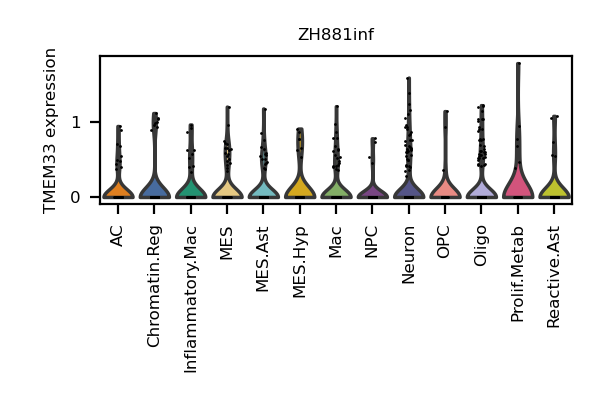 ZH881inf
TMEM33 expression
1
0
AC
Chromatin.Reg
Inflammatory.Mac
MES
MES.Ast
MES.Hyp
Mac
NPC
Neuron
OPC
Oligo
Prolif.Metab
Reactive.Ast